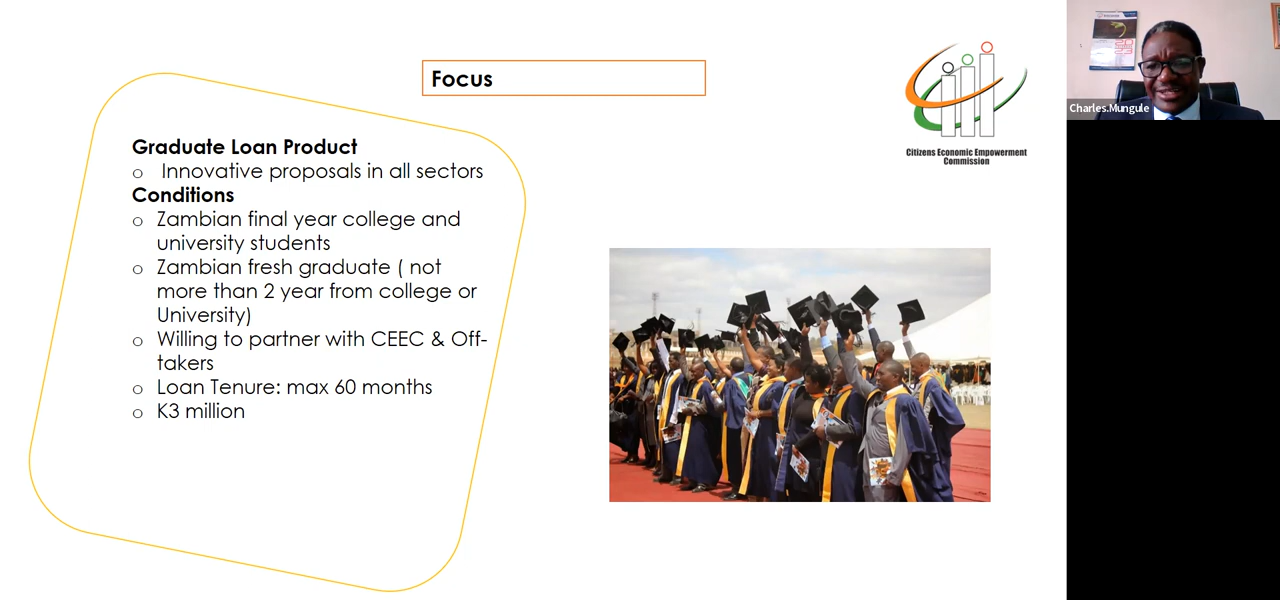 Focus
Graduate Loan Product
o Innovative proposals in all sectors
Conditions
o Zambian final year college and
university students
o Zambian fresh graduate ( not
more than 2 year from college or
University)
o Willing to partner with CEEC & Off-
takers
o Loan Tenure: max 60 months
o K3 million
Citizens Economic Empowerment
Commission
Charles.Mungule